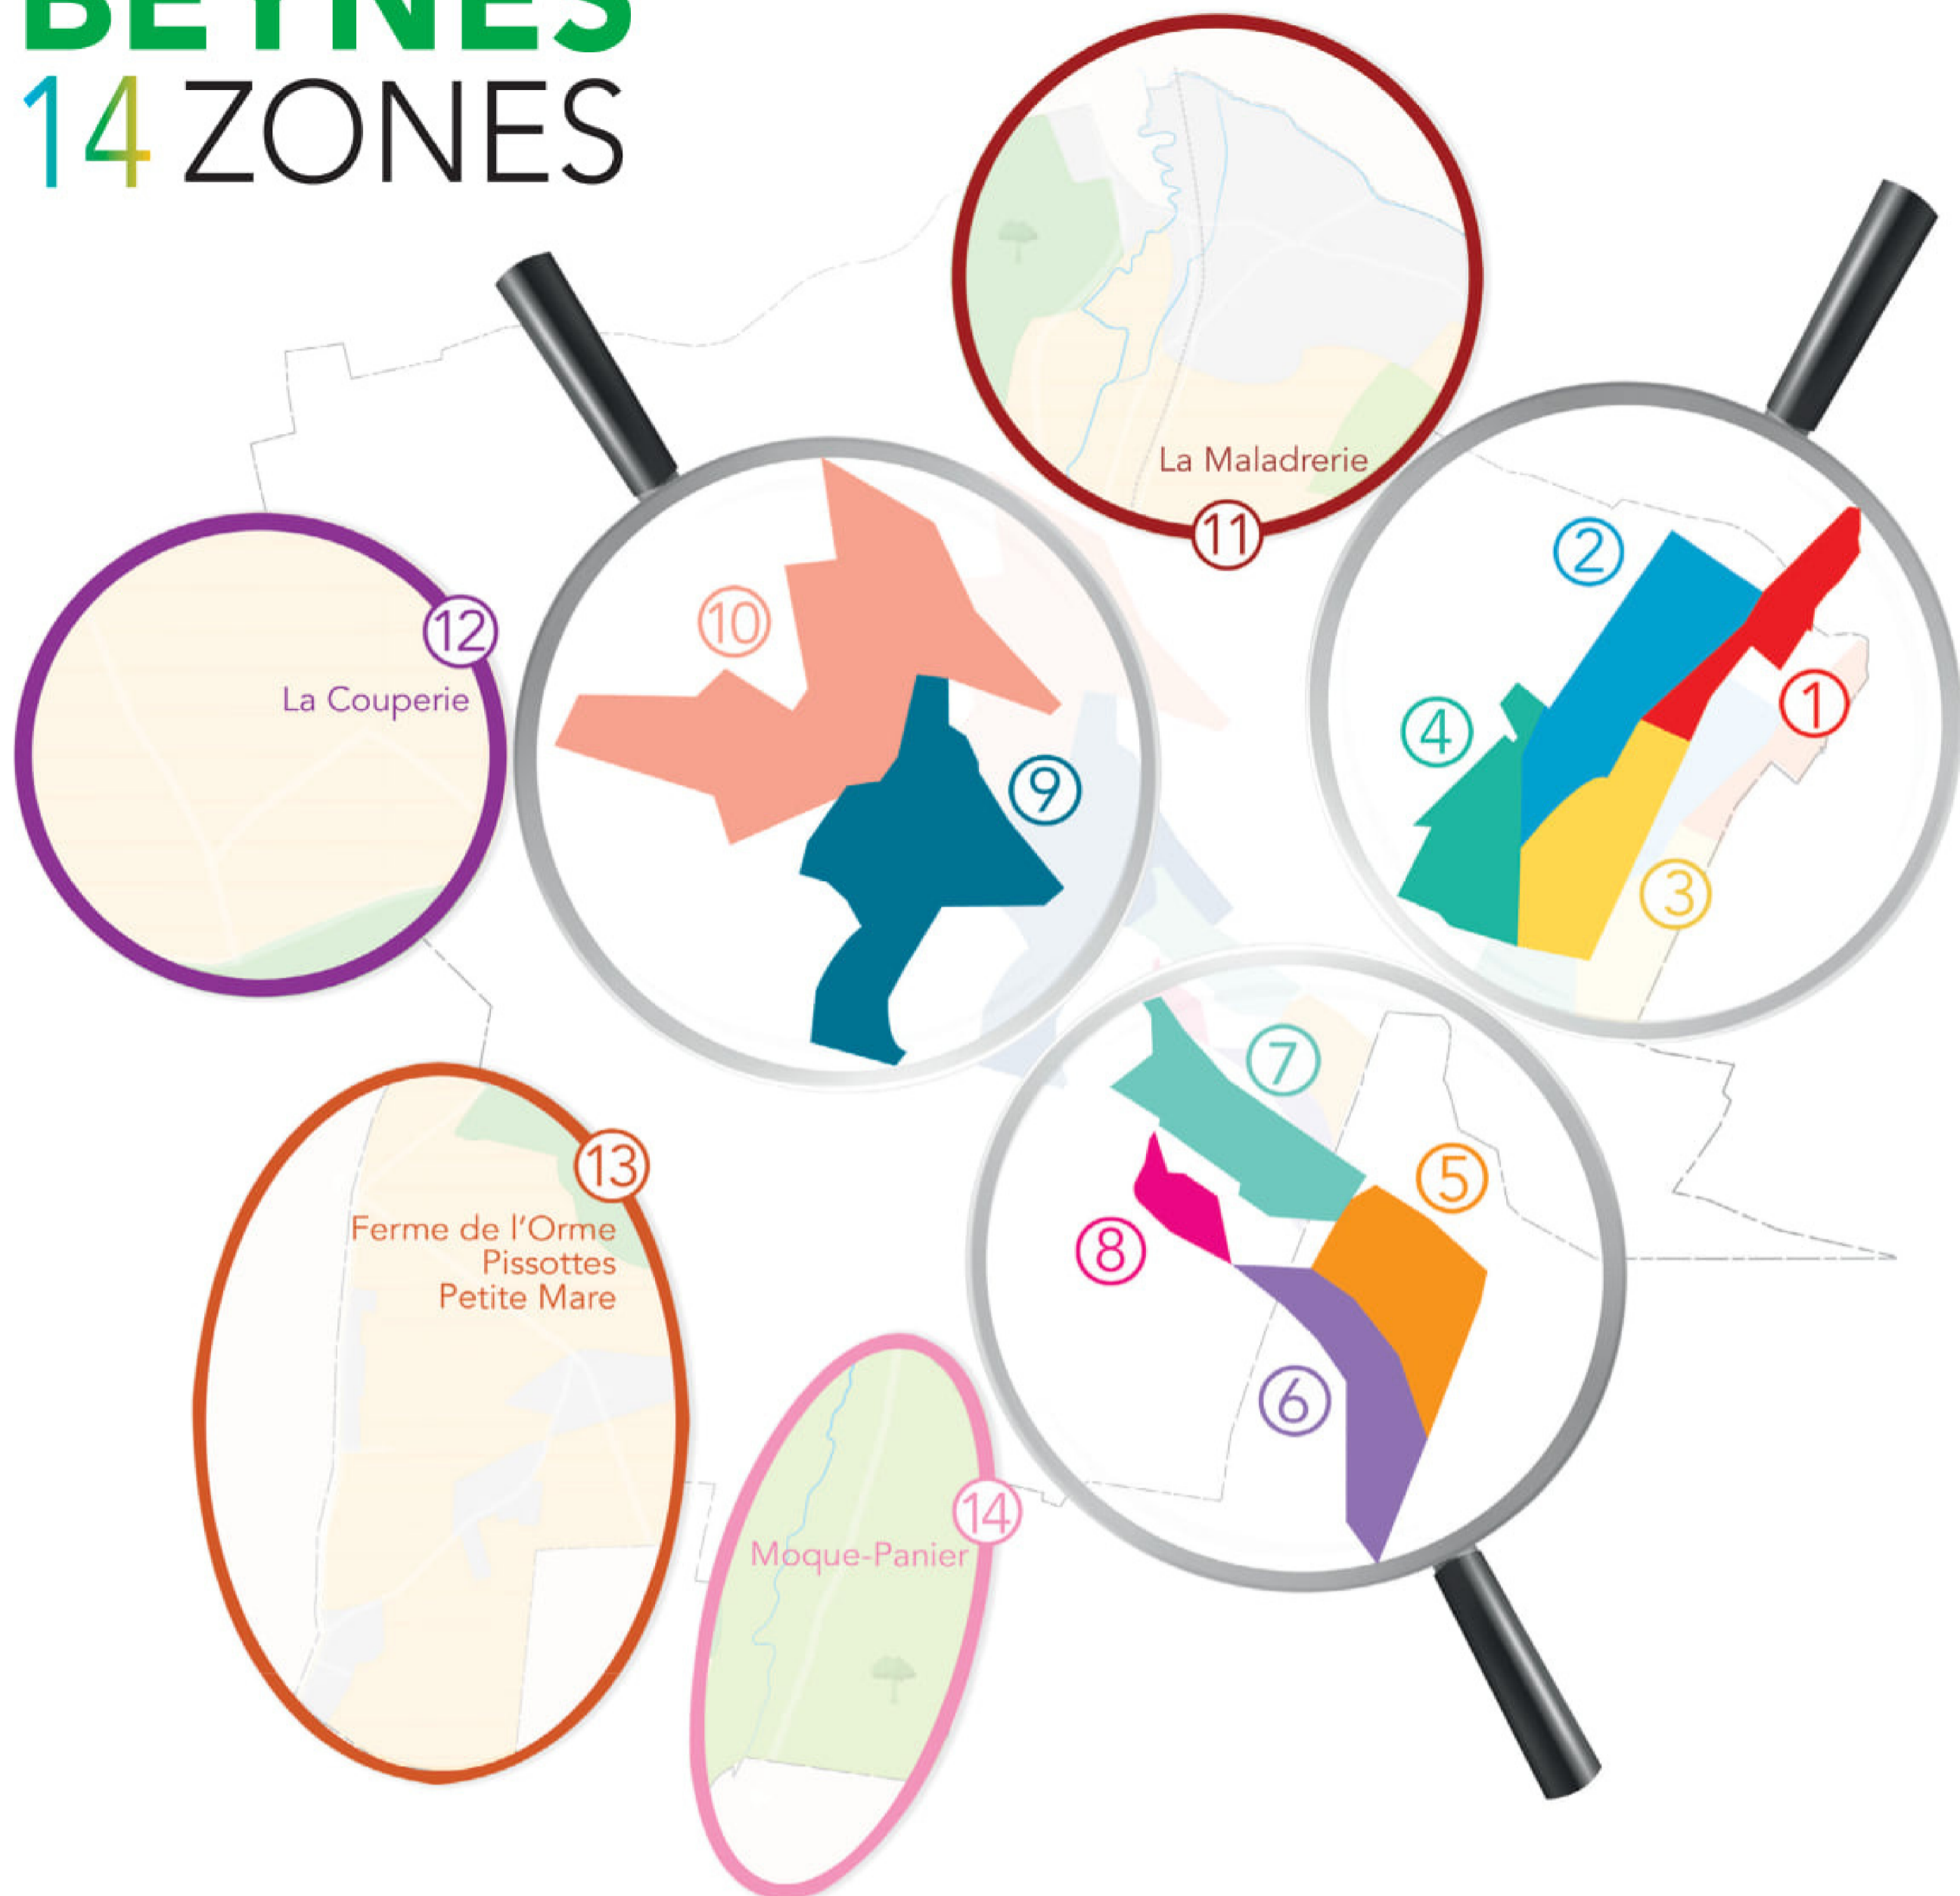 BEYNES
14 ZONES
La Maladrerie
11
2
1
4
3
10
9
12
La Couperie
7
5
8
6
13
Ferme de l'Orme
Pissottes
Petite Mare
14
Moque-Panier